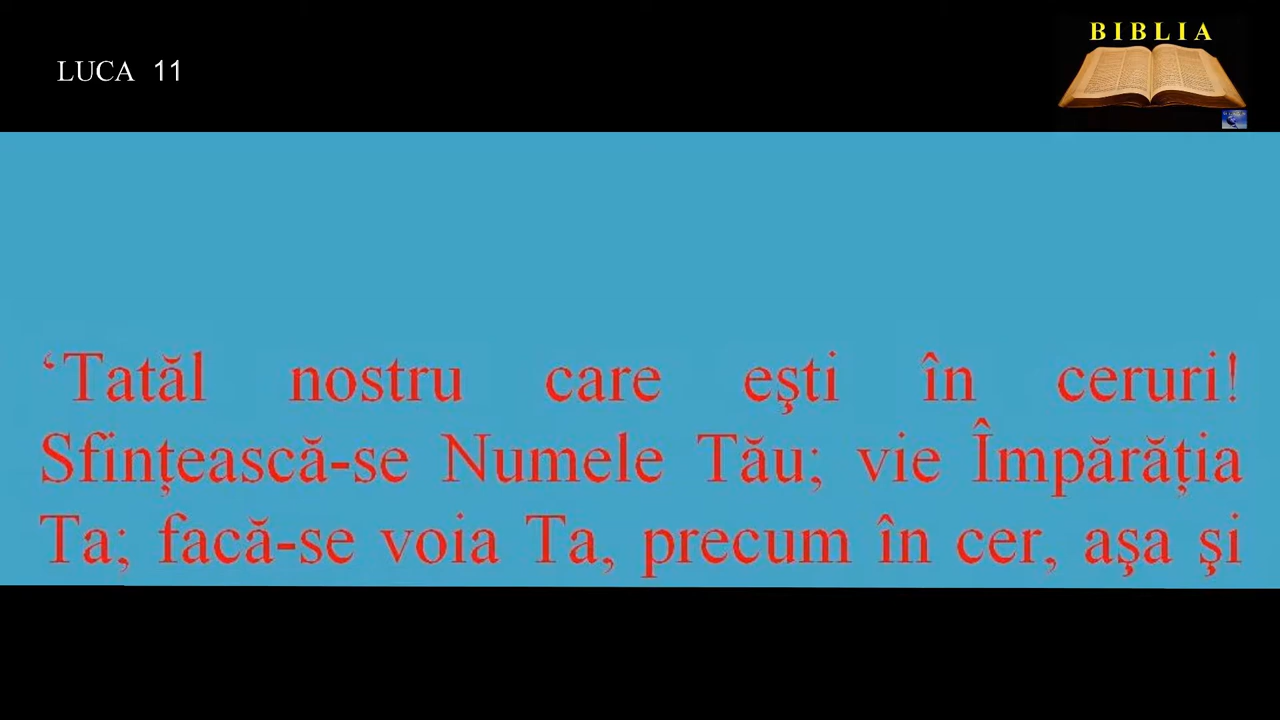 BIBLIA
LUCA 11
‘Tatăl nostru care eşti în ceruri!
Sfinţească-se Numele Tău; vie Împărăţia
Ta; facă-se voia Ta, precum în cer, aşa şi